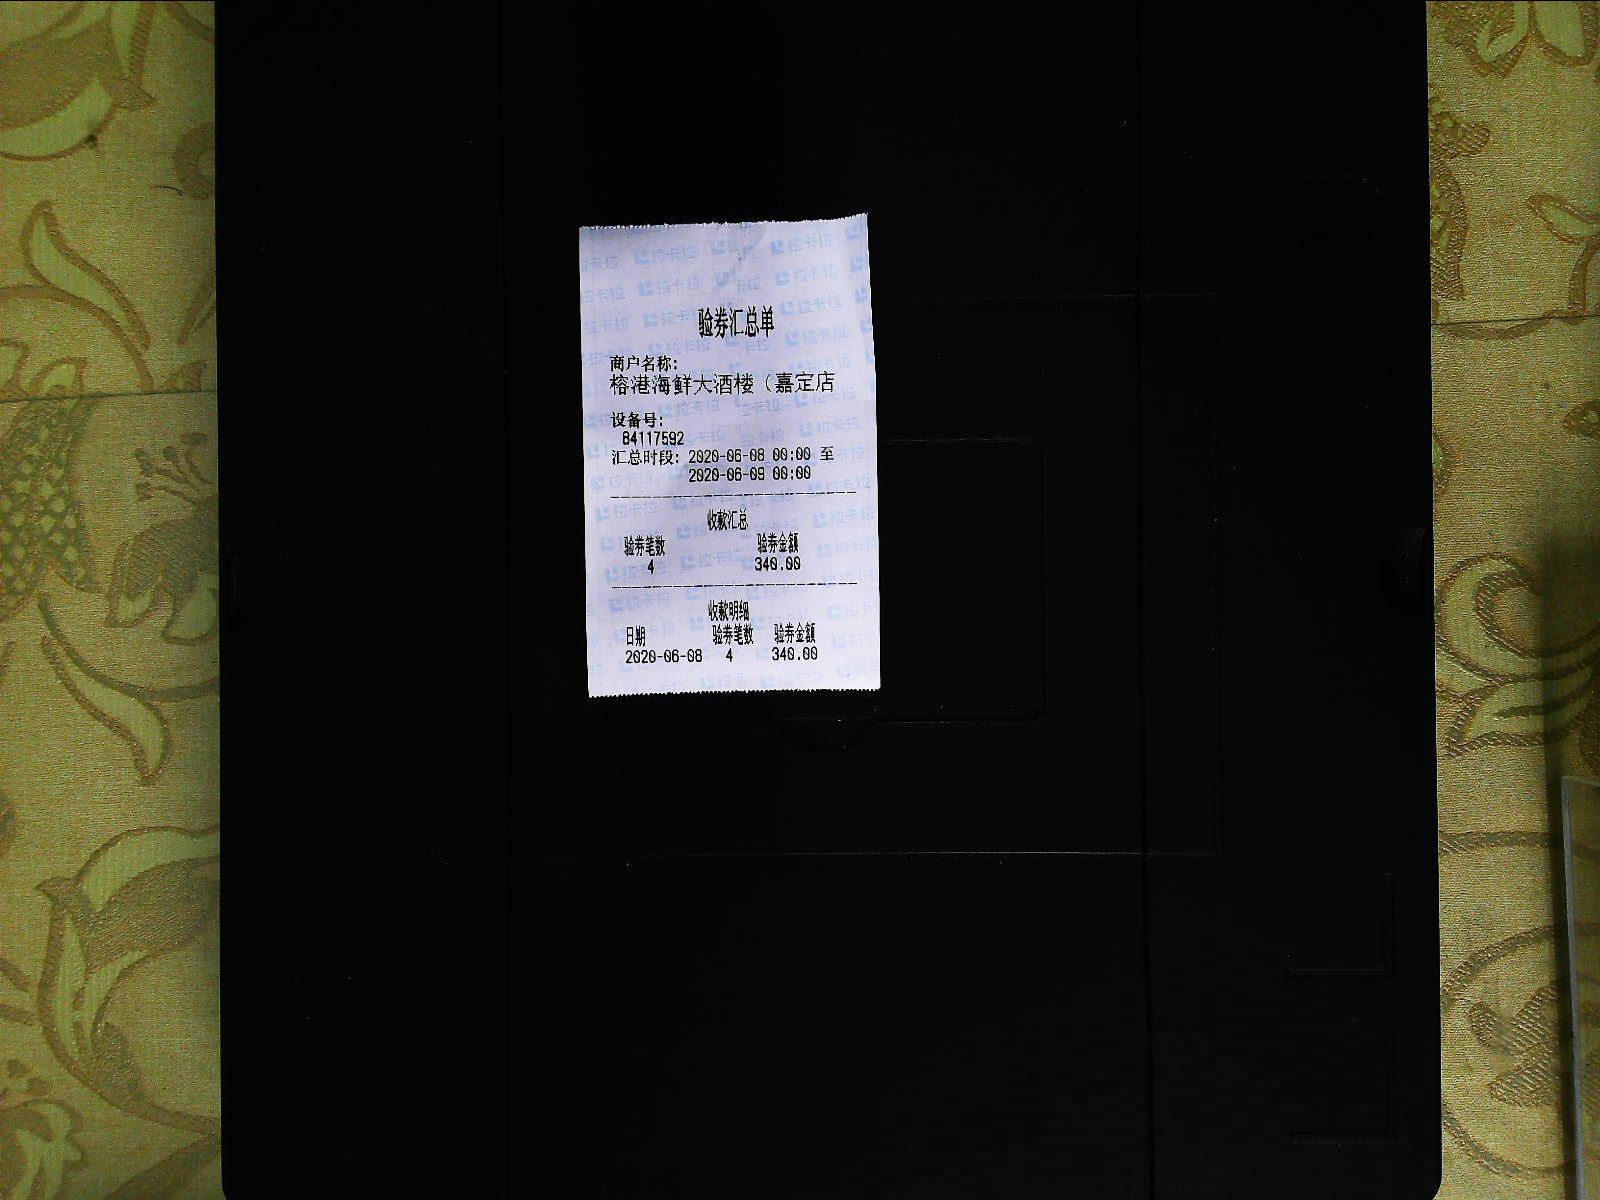 验券汇总单
商户名称:
榕港海鲜大酒楼（嘉定店
设备号:
84117592
汇总时段: 2020-06-08 00:00 至
2020-06-09 00:00
收款汇总
验券笔数 验券金额
4 340.00
收款明细
日期 验券笔数 验券金额
2020-06-08 4 340.00